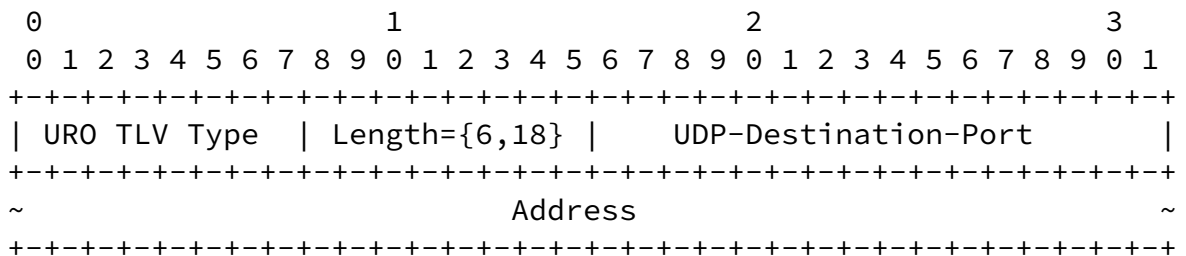 0                   1                   2                   3
 0 1 2 3 4 5 6 7 8 9 0 1 2 3 4 5 6 7 8 9 0 1 2 3 4 5 6 7 8 9 0 1
+-+-+-+-+-+-+-+-+-+-+-+-+-+-+-+-+-+-+-+-+-+-+-+-+-+-+-+-+-+-+-+-+
| URO TLV Type  | Length={6,18} |    UDP-Destination-Port       |
+-+-+-+-+-+-+-+-+-+-+-+-+-+-+-+-+-+-+-+-+-+-+-+-+-+-+-+-+-+-+-+-+
~                           Address                             ~
+-+-+-+-+-+-+-+-+-+-+-+-+-+-+-+-+-+-+-+-+-+-+-+-+-+-+-+-+-+-+-+-+